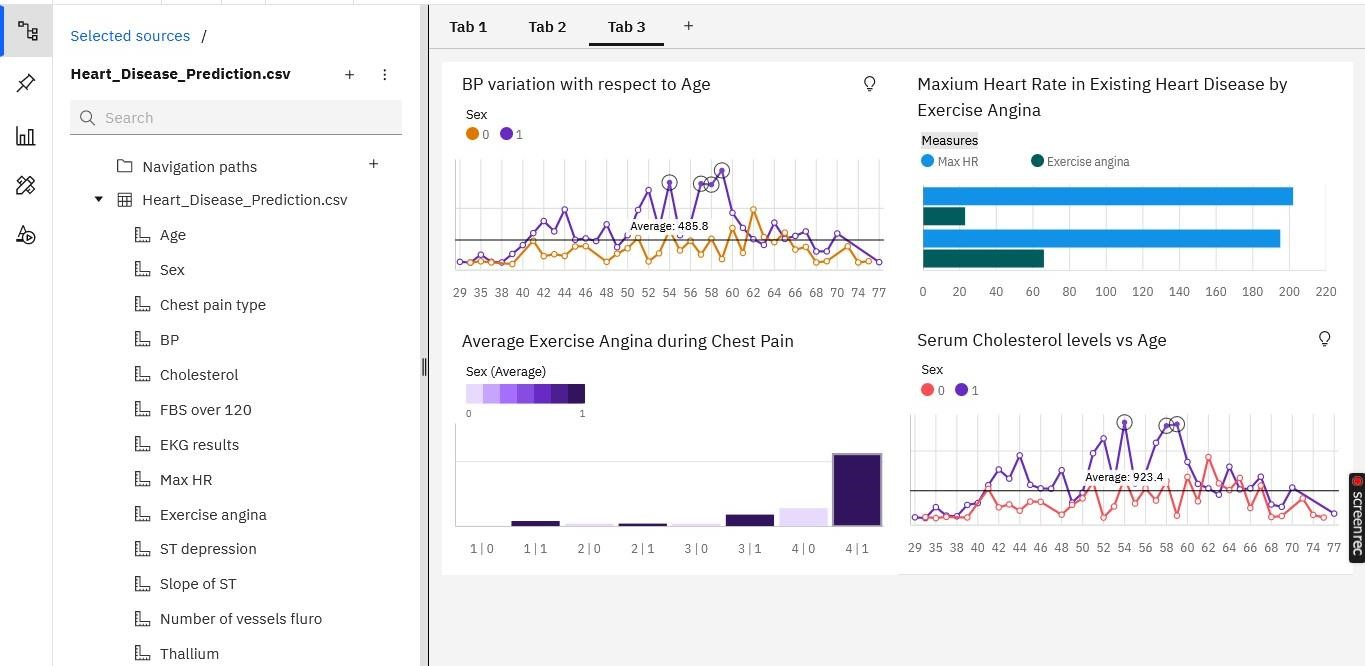 Selected sources /
Heart_Disease_Prediction.csv
Search
Navigation paths
Heart_Disease_Prediction.csv
Age
Sex
Chest pain type
BP
Cholesterol
FBS over 120
EKG results
Max HR
Exercise angina
ST depression
Slope of ST
Number of vessels fluro
Thallium
Tab 1 Tab 2 Tab 3 +
BP variation with respect to Age
Sex
0 1
Average: 485.8
29 35 38 40 42 44 46 48 50 52 54 56 58 60 62 64 66 68 70 74 77
Maxium Heart Rate in Existing Heart Disease by
Exercise Angina
Measures
Max HR Exercise angina
0 20 40 60 80 100 120 140 160 180 200 220
Average Exercise Angina during Chest Pain
Sex (Average)
0 1
1|0 1|1 2|0 2|1 3|0 3|1 4|0 4|1
Serum Cholesterol levels vs Age
Sex
0 1
Average: 923.4
29 35 38 40 42 44 46 48 50 52 54 56 58 60 62 64 66 68 70 74 77
screenrec